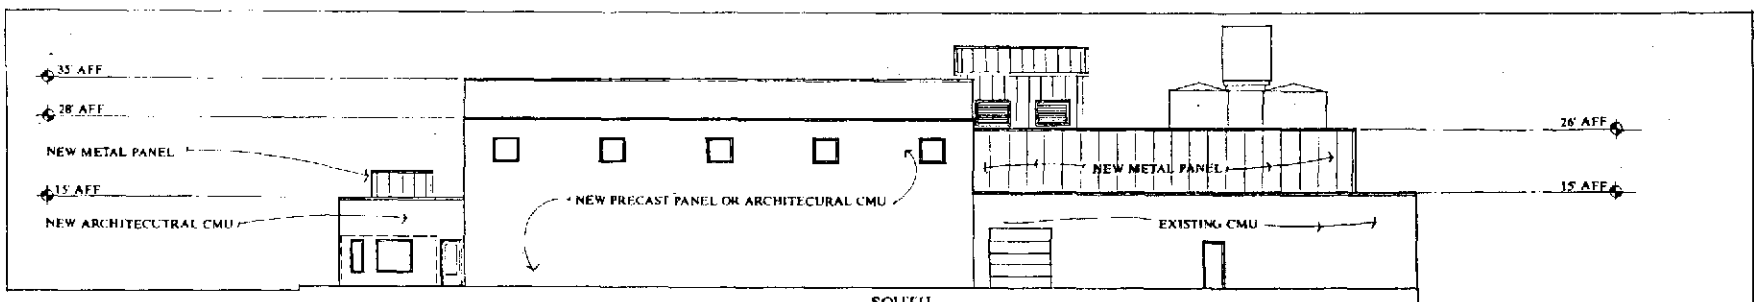 35' AFF
28' AFF
26' AFF
NEW METAL PANEL
NEW METAL PANEL
15' AFF
15' AFF
NEW PRECAST PANEL OR ARCHITECURAL CMU
NEW ARCHITECUTRAL CMU
EXISTING CMU
SOUTH